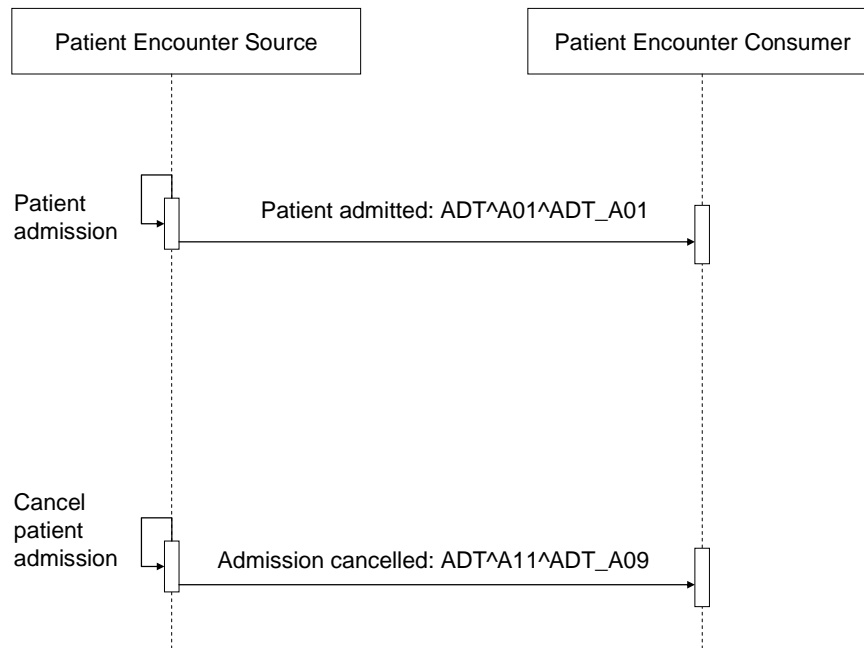 Patient Encounter Source
Patient Encounter Consumer
Patient
admission
Patient admitted: ADT^A01^ADT_A01
Cancel
patient
admission
Admission cancelled: ADT^A11^ADT_A09